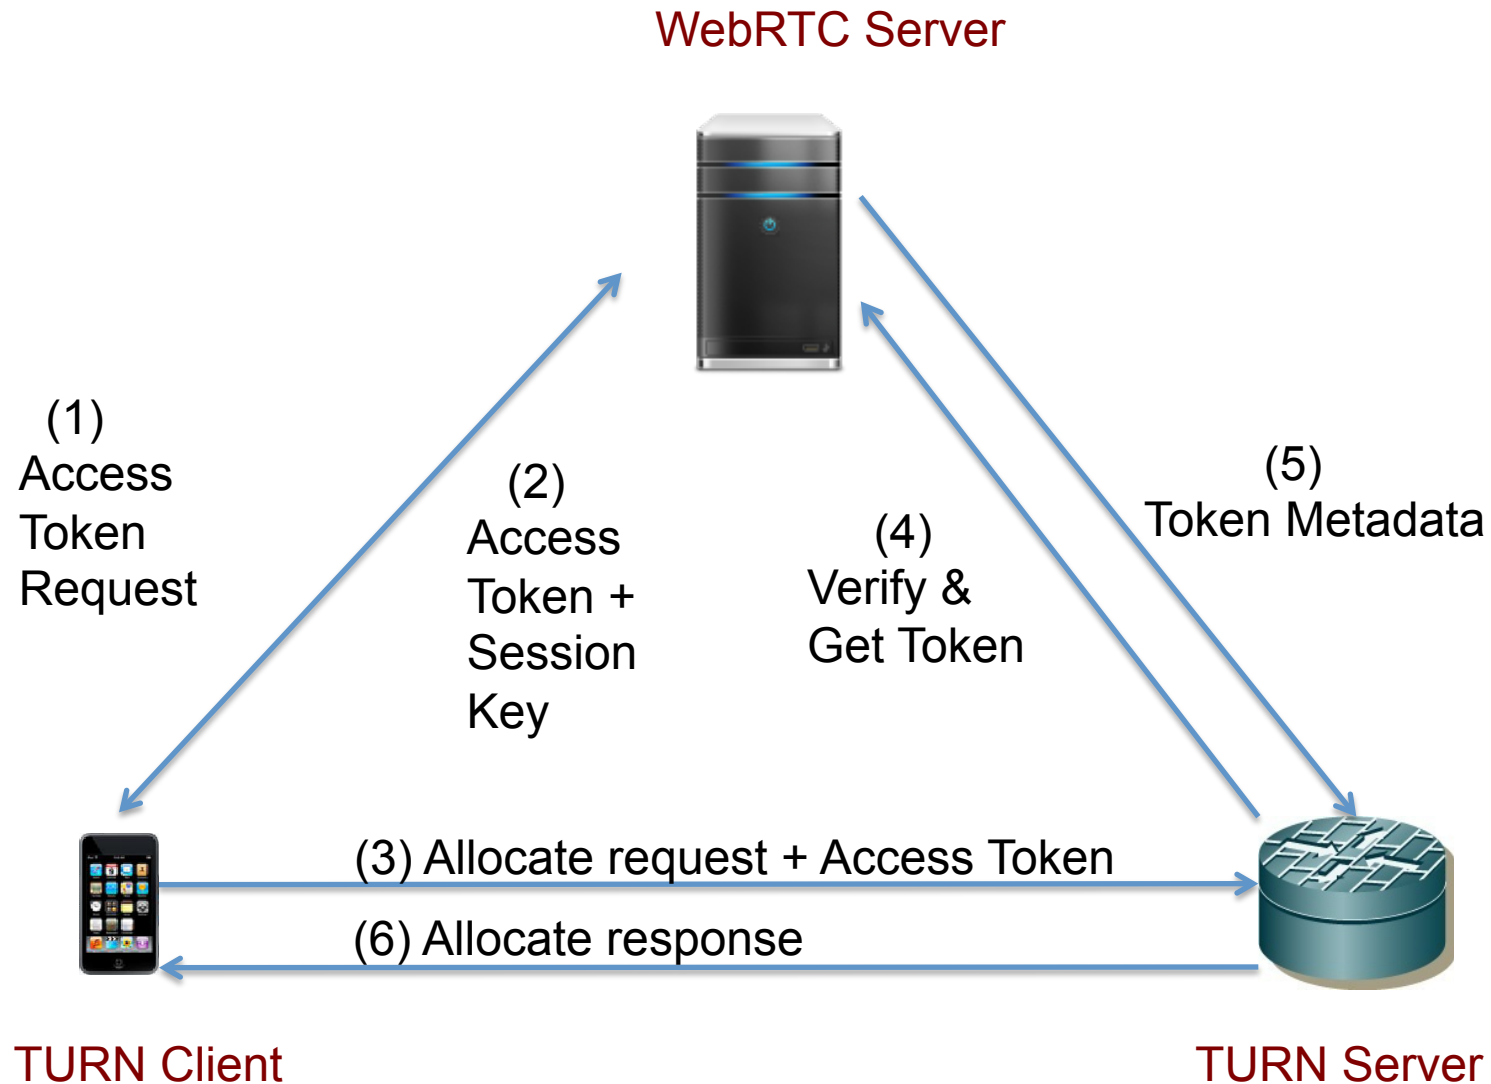 WebRTC Server
(1)
Access
Token
Request
(2)
Access
Token +
Session
Key
(4)
Verify &
Get Token
(5)
Token Metadata
(3) Allocate request + Access Token
(6) Allocate response
TURN Client
TURN Server